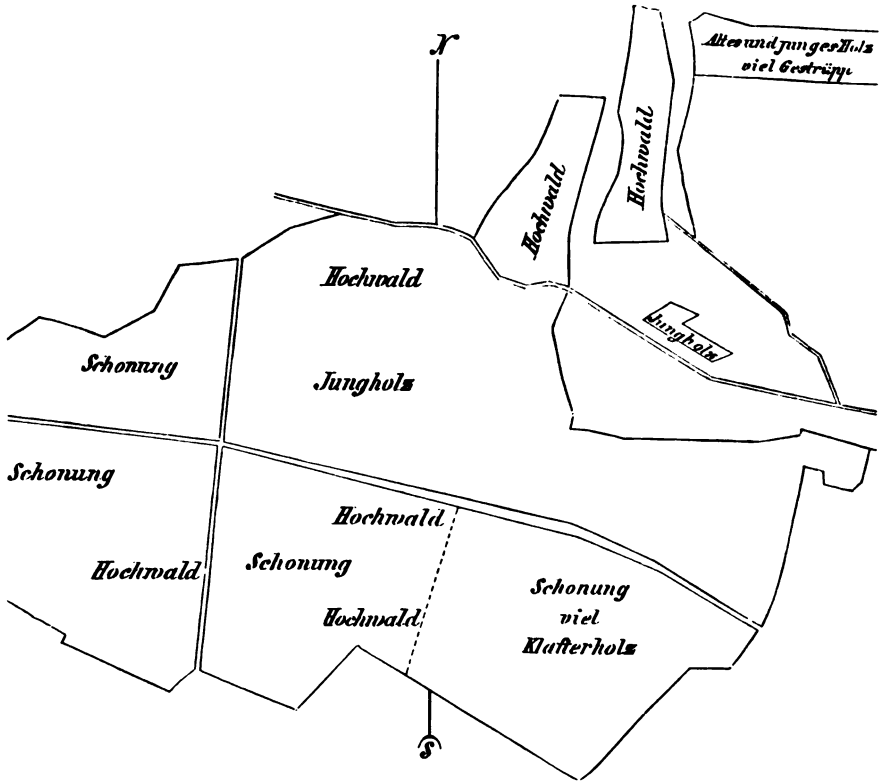 N
Altes und junges Holz
viel Gestrüpp
Hochwald
Hochwald
Hochwald
Jungholz
Schonung
Jungholz
Schonung
Hochwald
Hochwald
Schonung
Hochwald
Schonung
viel
Klafterholz
S